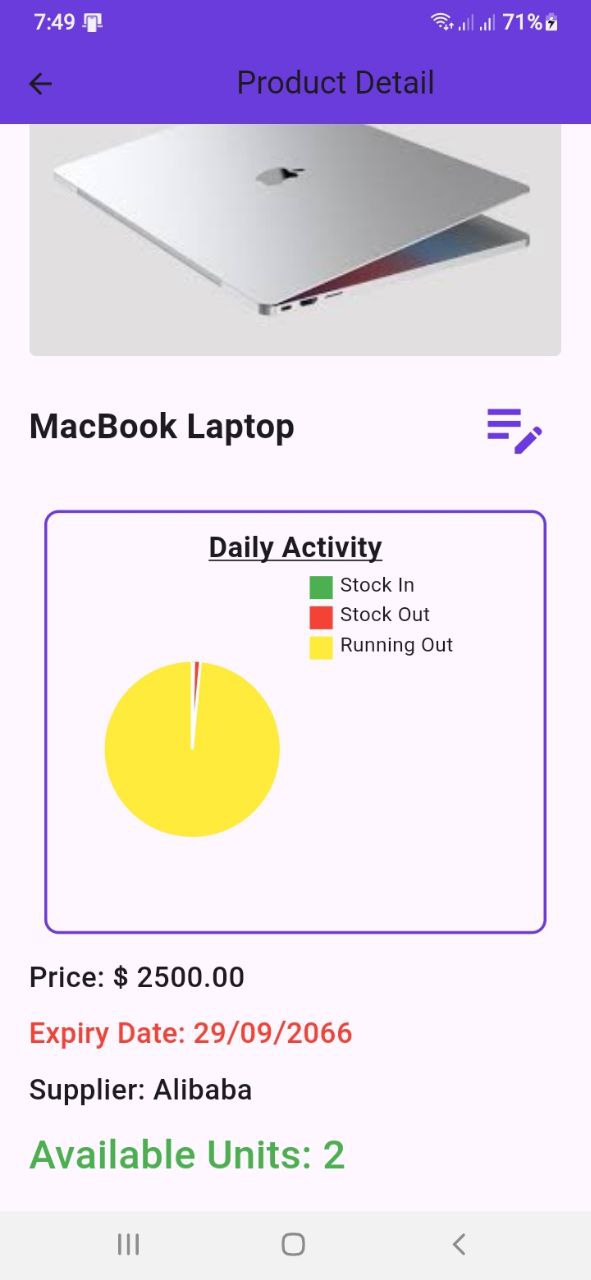 7:49
71%
Product Detail
MacBook Laptop
Daily Activity
Stock In
Stock Out
Running Out
Price: $ 2500.00
Expiry Date: 29/09/2066
Supplier: Alibaba
Available Units: 2